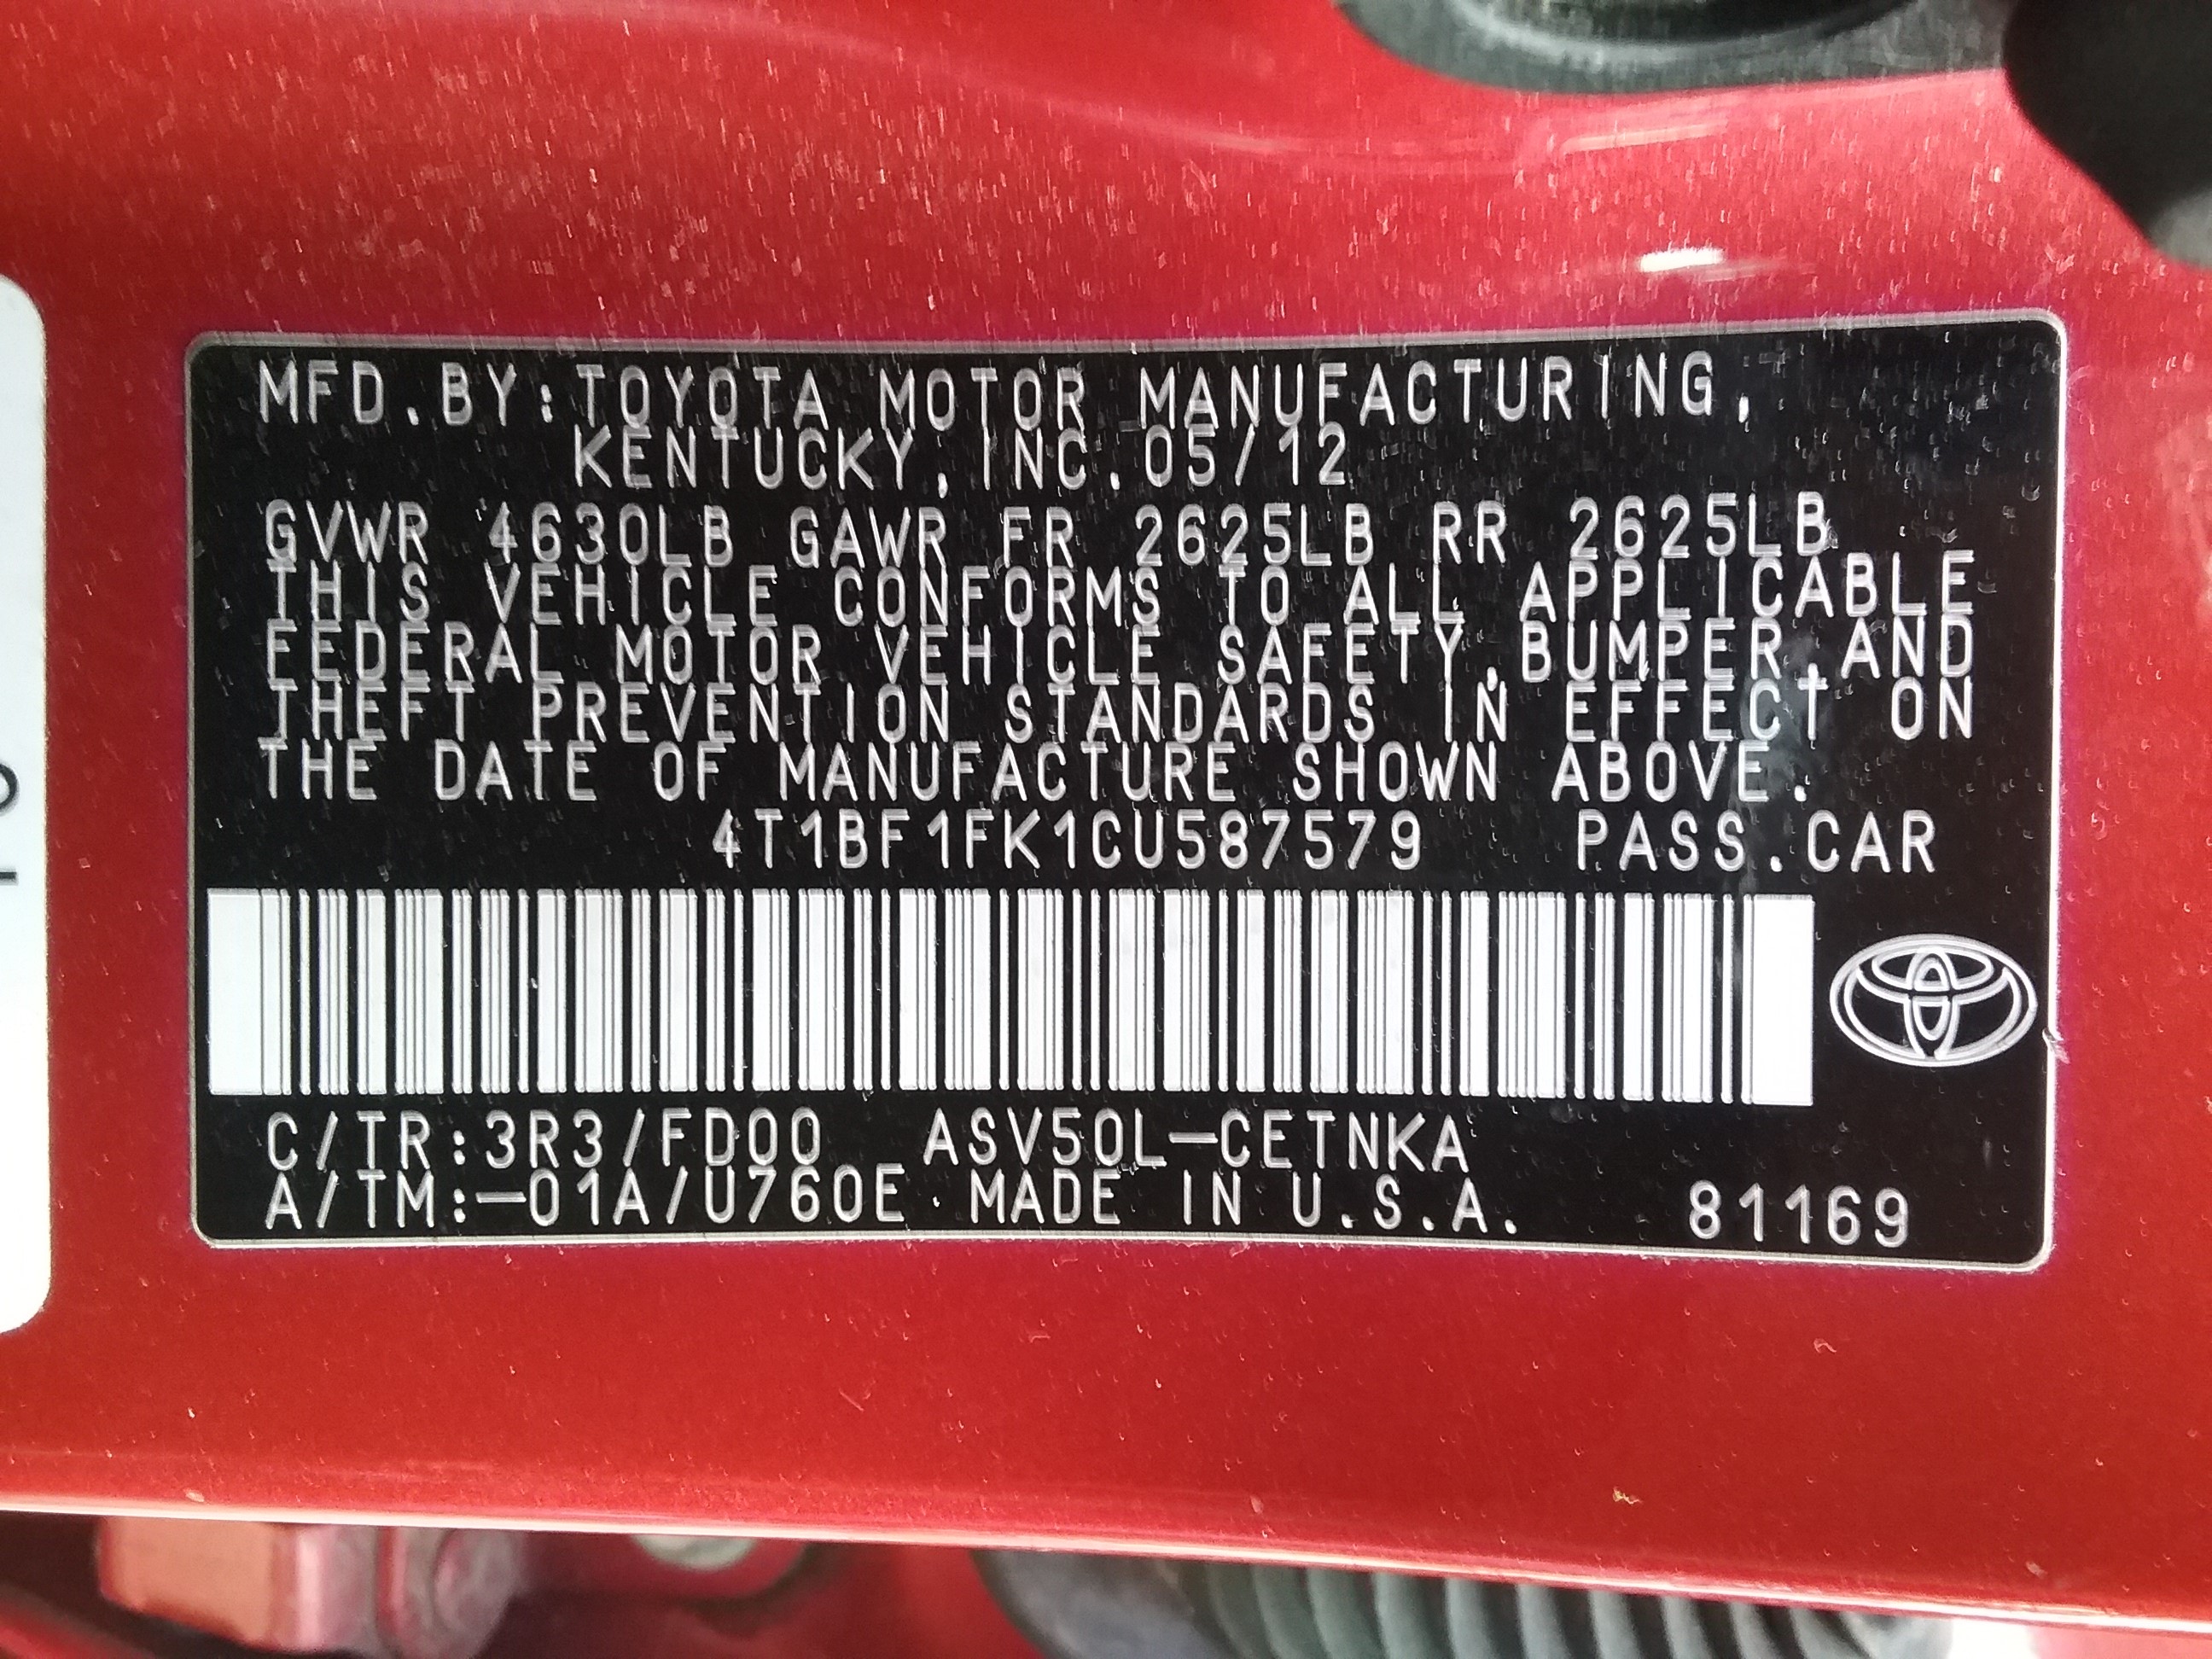 MFD.BY:TOYOTA MOTOR MANUFACTURING,
KENTUCKY,INC.05/12
GVWR 4630LB GAWR FR 2625LB RR 2625LB
THIS VEHICLE CONFORMS TO ALL APPLICABLE
FEDERAL MOTOR VEHICLE SAFETY,BUMPER,AND
THEFT PREVENTION STANDARDS IN EFFECT ON
THE DATE OF MANUFACTURE SHOWN ABOVE.
4T1BF1FK1CU587579 PASS.CAR
C/TR:3R3/FD00 ASV50L-CETNKA
A/TM:-01A/U760E MADE IN U.S.A. 81169